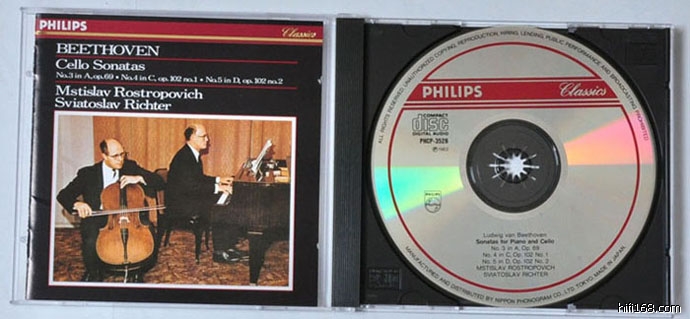 PHILIPS
Classics
BEETHOVEN
Cello Sonatas
No.3 in A, op.69 • No.4 in C, op.102 no.1 • No.5 in D, op.102 no.2
Mstislav Rostropovich
Sviatoslav Richter
ALL RIGHTS RESERVED. UNAUTHORIZED COPYING, REPRODUCTION, HIRING, LENDING, PUBLIC PERFORMANCE AND BROADCASTING PROHIBITED
PHILIPS
Classics
COMPACT
disc
DIGITAL AUDIO
PHCP-3529
PHILIPS
Ludwig van Beethoven
Sonatas for Piano and Cello
No. 3 in A, Op. 69
No. 4 in C, Op. 102 No. 1
No. 5 in D, Op. 102 No. 2
MSTISLAV ROSTROPOVICH
SVIATOSLAV RICHTER
MANUFACTURED AND DISTRIBUTED BY NIPPON PHONOGRAM CO., LTD. TOKYO. MADE IN JAPAN.
hifi168.com